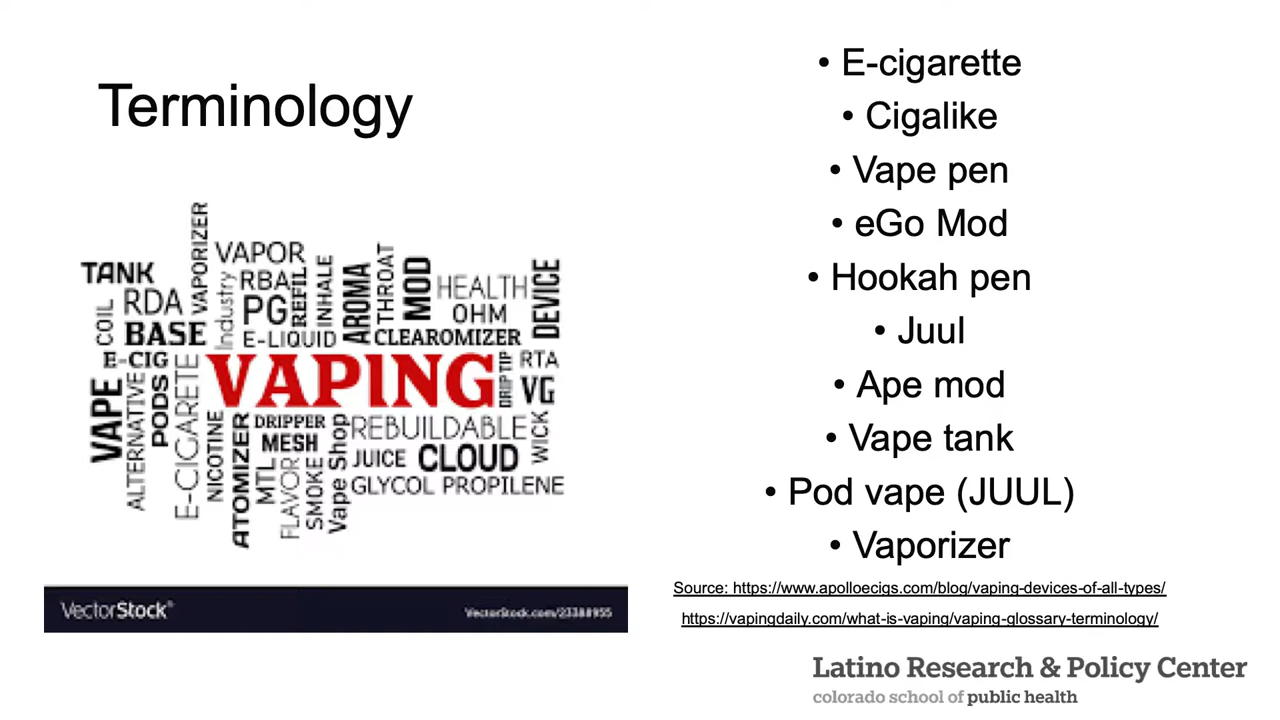 Terminology
• E-cigarette
• Cigalike
• Vape pen
• eGo Mod
• Hookah pen
• Juul
• Ape mod
• Vape tank
• Pod vape (JUUL)
• Vaporizer
Source: https://www.apolloecigs.com/blog/vaping-devices-of-all-types/
https://vapingdaily.com/what-is-vaping/vaping-glossary-terminology/
TANK
VAPORIZER
VAPOR
COIL
RDA
Industry
RBA
PG
REFIL
INHALE
AROMA
THROAT
MOD
HEALTH
OHM
DEVICE
BASE
E-LIQUID
CLEAROMIZER
E-CIG
VAPING
DRIP TIP
RTA
VG
VAPE
ALTERNATIVE
PODS
E-CIGARETE
NICOTINE
ATOMIZER
DRIPPER
MESH
MTL
FLAVOR
SMOKE
Vape Shop
REBUILDABLE
JUICE
CLOUD
WICK
GLYCOL PROPILENE
VectorStock®
VectorStock.com/23388955
Latino Research & Policy Center
colorado school of public health